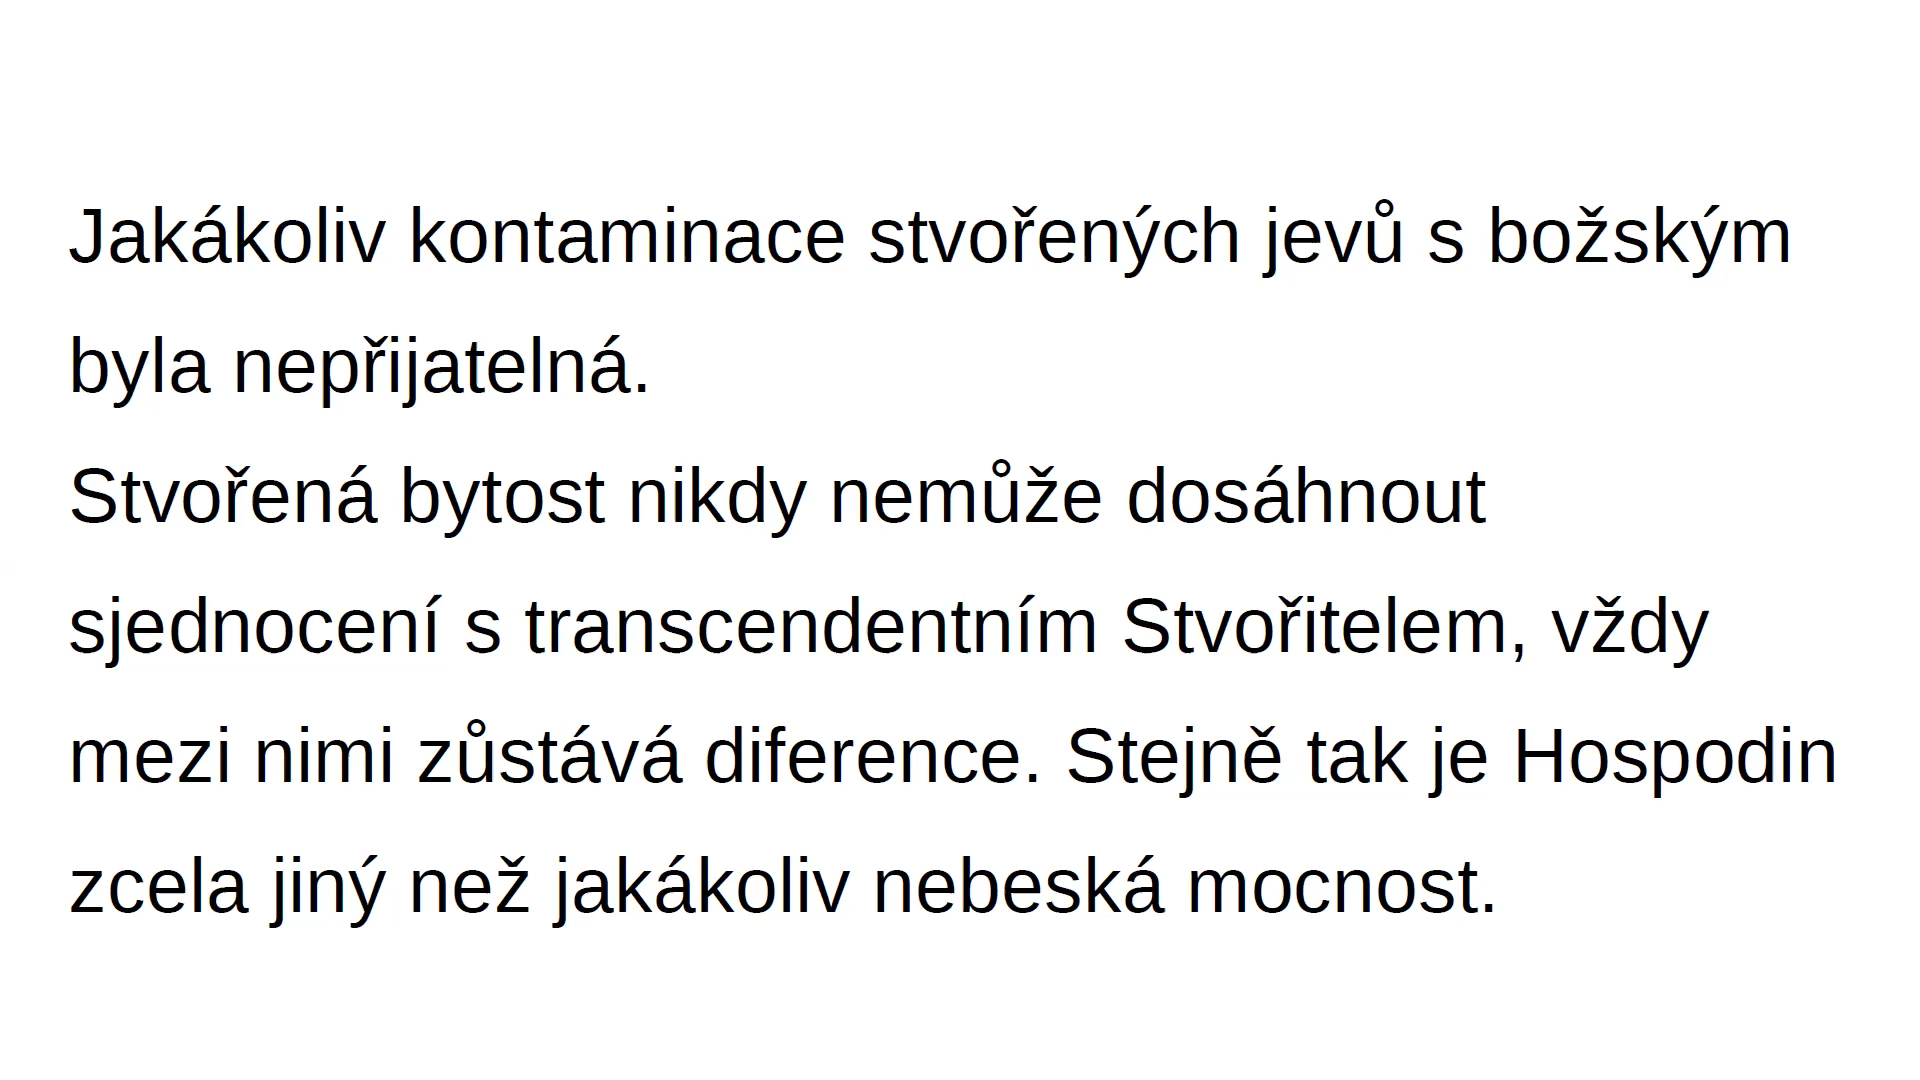 Jakákoliv kontaminace stvořených jevů s božským
byla nepřijatelná.
Stvořená bytost nikdy nemůže dosáhnout
sjednocení s transcendentním Stvořitelem, vždy
mezi nimi zůstává diference. Stejně tak je Hospodin
zcela jiný než jakákoliv nebeská mocnost.